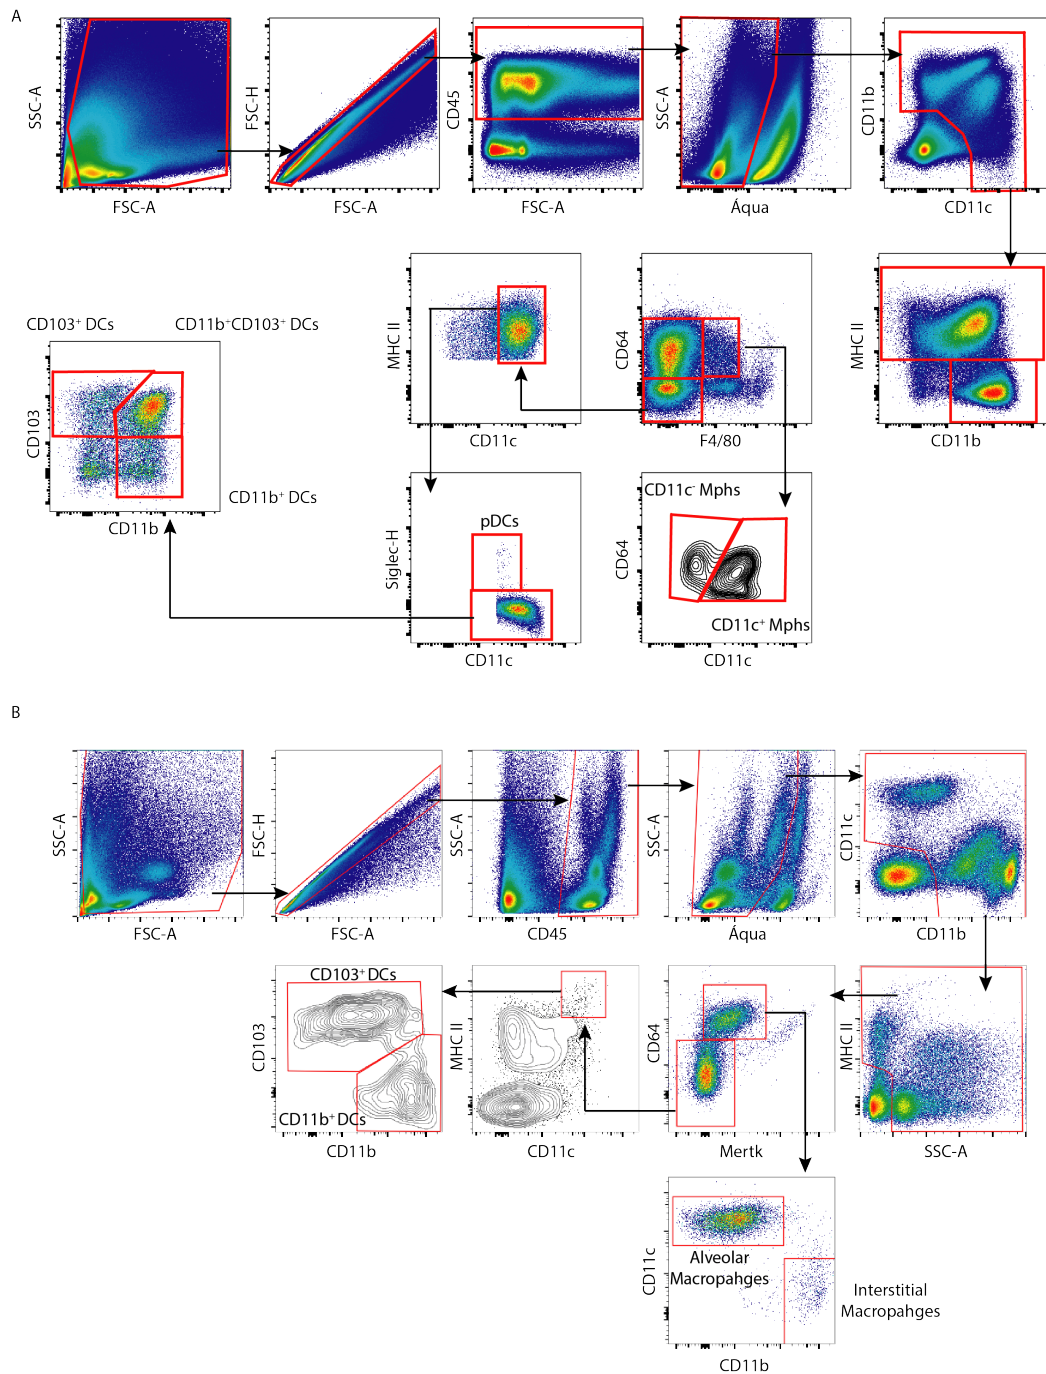 A
SSC-A
FSC-A
FSC-H
FSC-A
CD45
FSC-A
SSC-A
Áqua
CD11b
CD11c
CD103⁺ DCs
CD11b⁺CD103⁺ DCs
CD103
CD11b
CD11b⁺ DCs
MHC II
CD11c
CD64
F4/80
MHC II
CD11b
Siglec-H
pDCs
CD11c
CD11c⁻ Mphs
CD64
CD11c⁺ Mphs
CD11c
B
SSC-A
FSC-A
FSC-H
FSC-A
SSC-A
CD45
SSC-A
Áqua
CD11c
CD11b
CD103⁺ DCs
CD103
CD11b⁺ DCs
CD11b
MHC II
CD11c
CD64
Mertk
MHC II
SSC-A
CD11c
Alveolar
Macropahges
Interstitial
Macropahges
CD11b